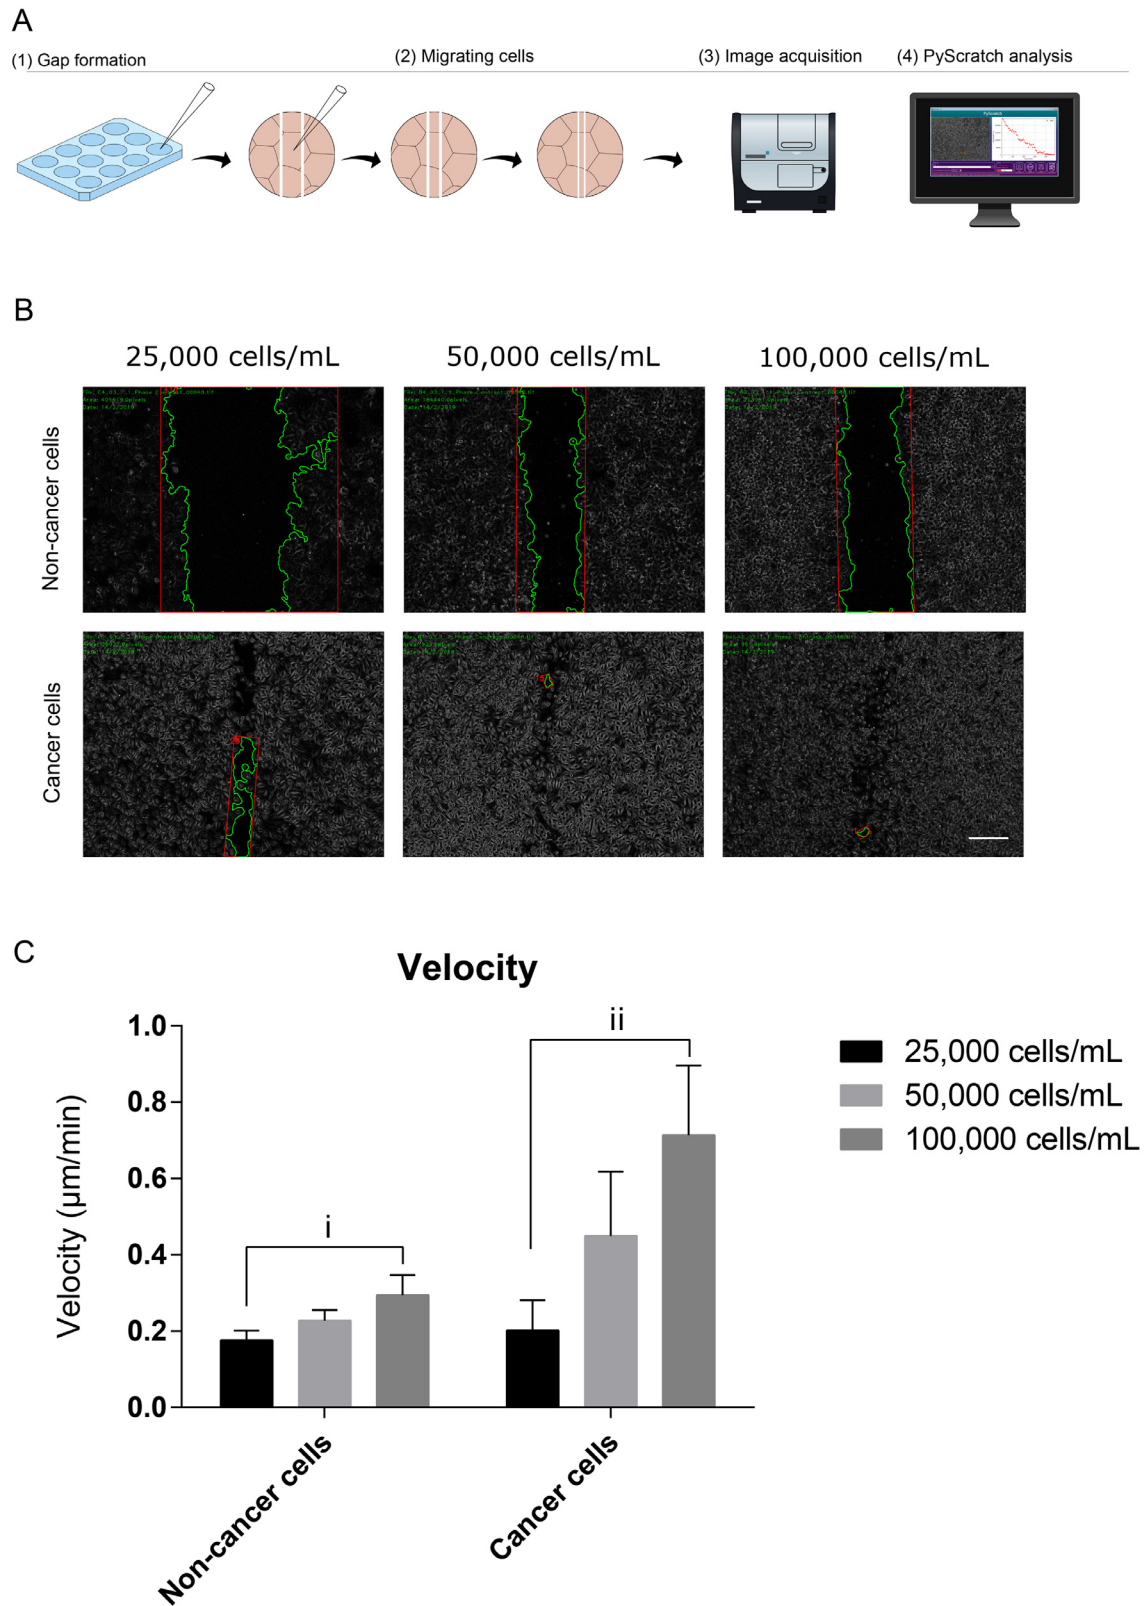 A
(1) Gap formation
(2) Migrating cells
(3) Image acquisition
(4) PyScratch analysis
PyScratch
B
25,000 cells/mL
50,000 cells/mL
100,000 cells/mL
Non-cancer cells
Cancer cells
C
Velocity
ii
i
1.0
0.8
0.6
0.4
0.2
0.0
Velocity (µm/min)
25,000 cells/mL
50,000 cells/mL
100,000 cells/mL
Non-cancer cells
Cancer cells